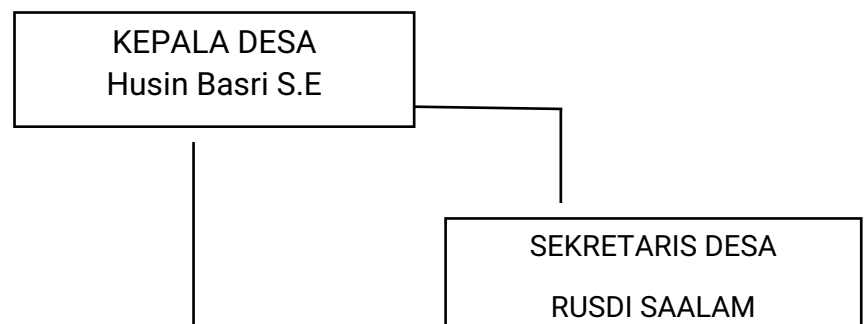 KEPALA DESA
Husin Basri S.E
SEKRETARIS DESA
RUSDI SAALAM